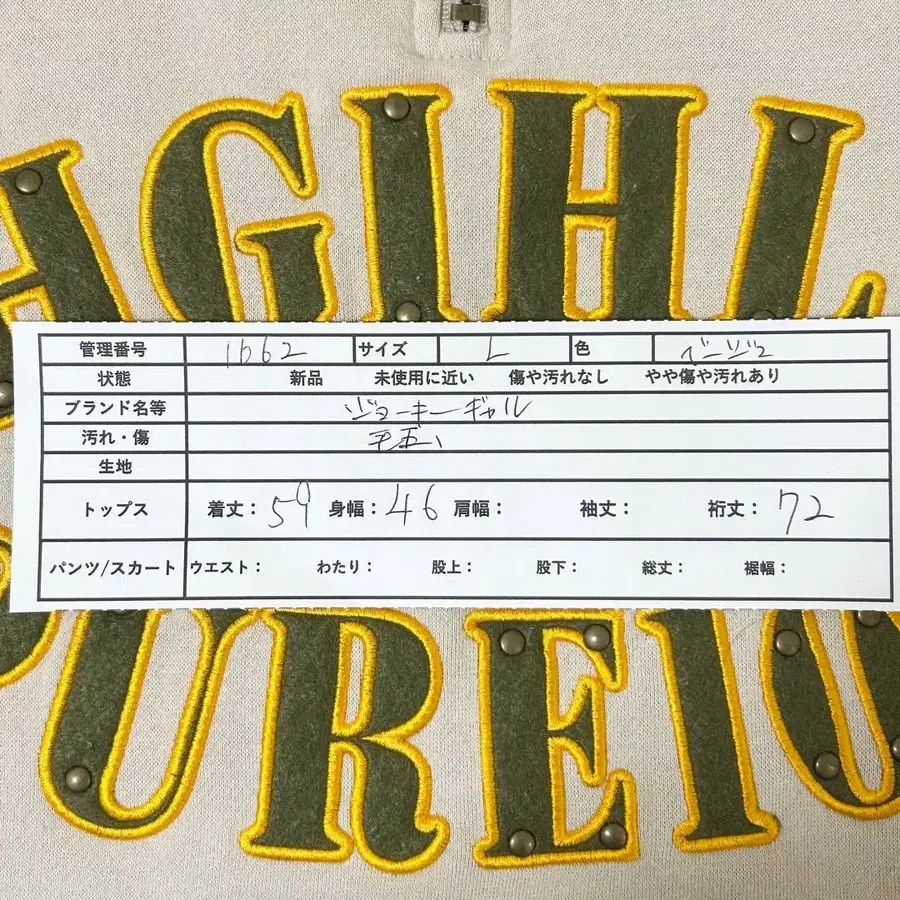 AGIHL
管理番号 1662 サイズ L 色 ベージュ
状態 新品 未使用に近い 傷や汚れなし やや傷や汚れあり
ブランド名等 ジョーキーギャル
汚れ・傷 毛玉、
生地
トップス 着丈: 59 身幅: 46 肩幅: 袖丈: 裄丈: 72
パンツ/スカート ウエスト: わたり: 股上: 股下: 総丈: 裾幅:
PUREIO